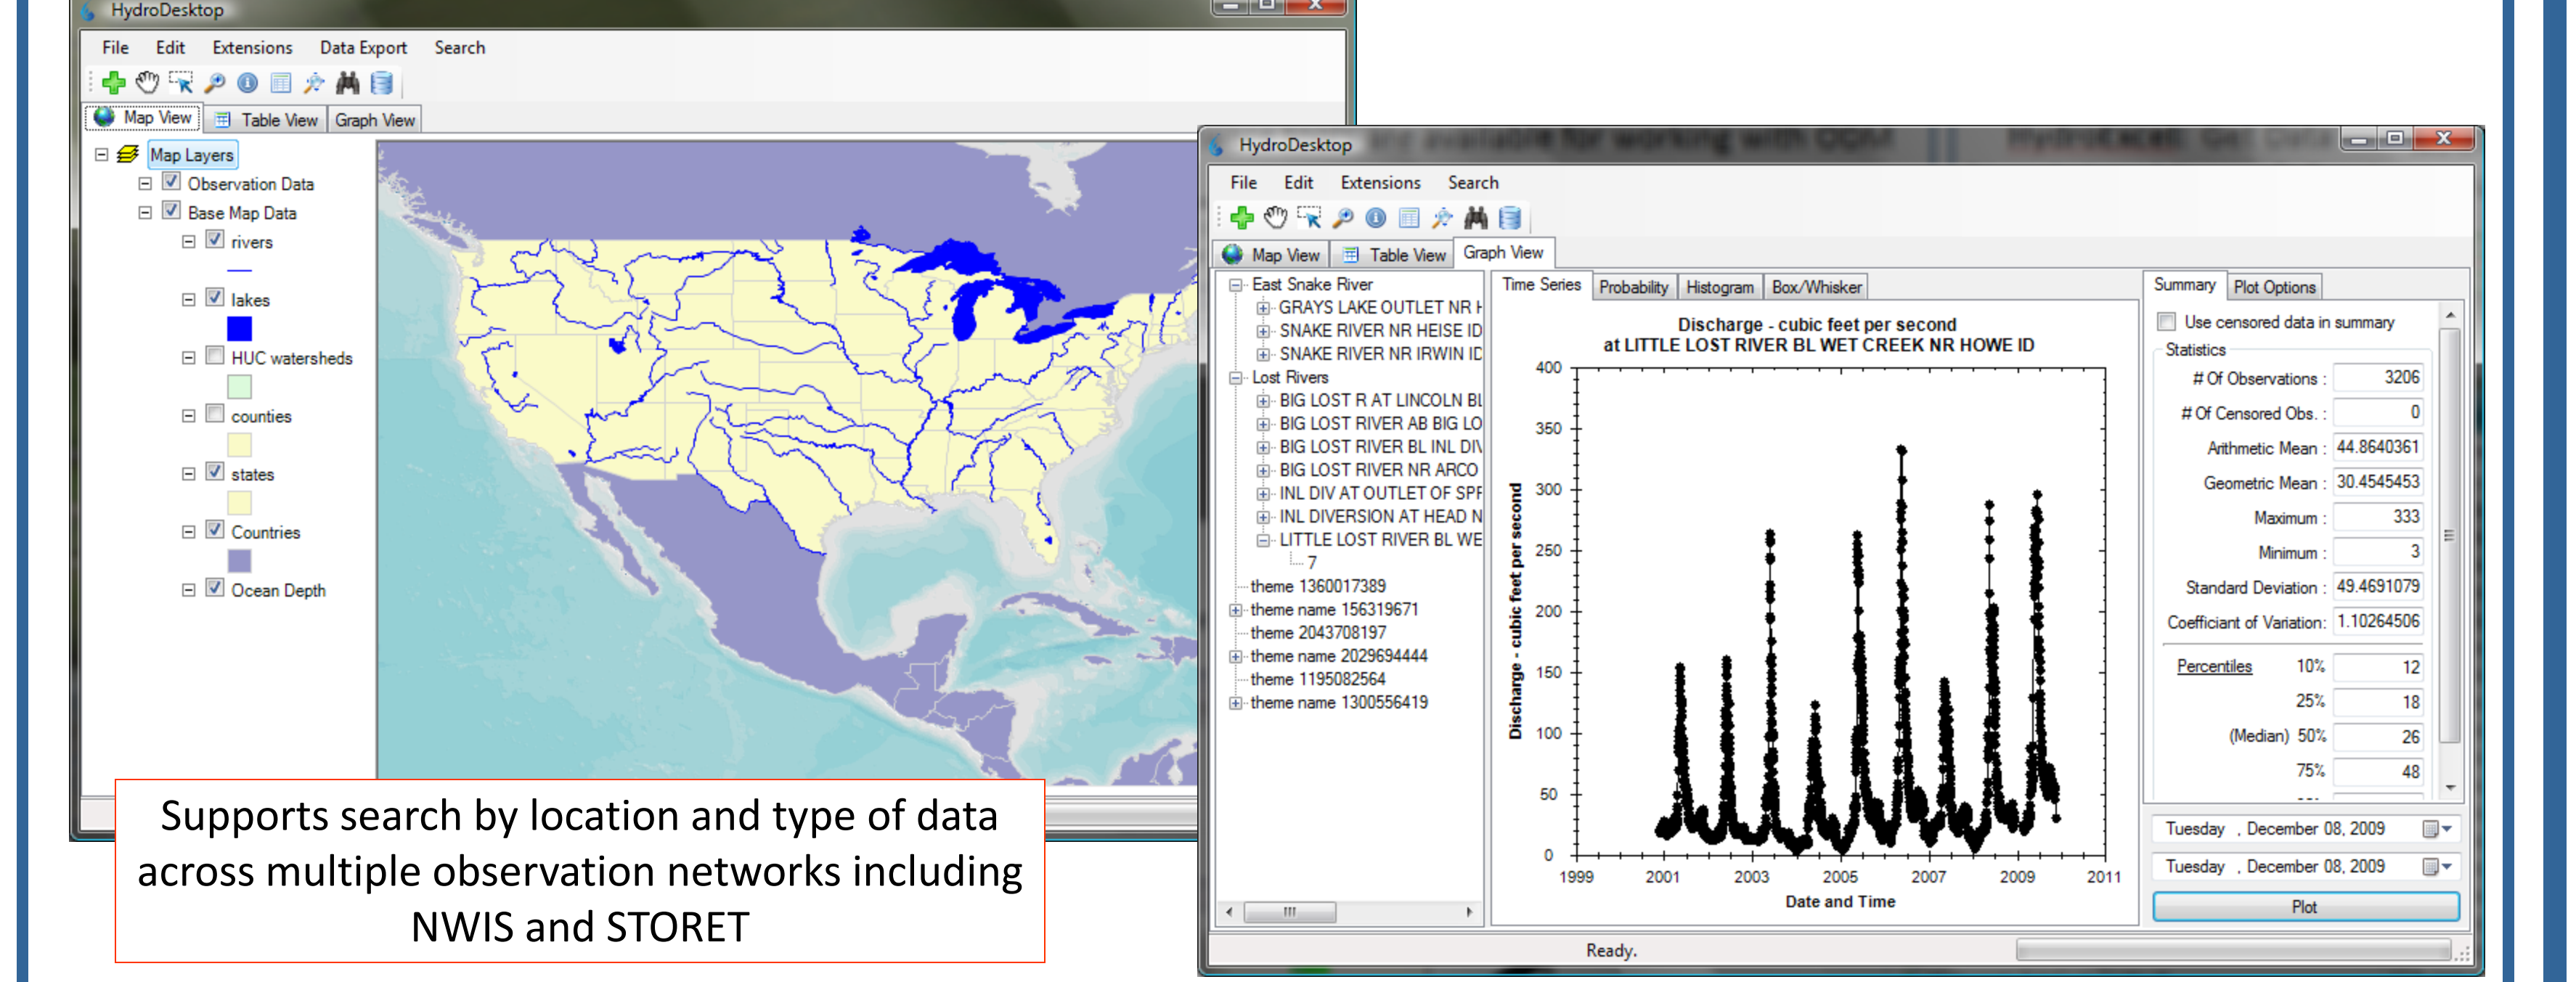 HydroDesktop
File Edit Extensions Data Export Search
Map View Table View Graph View
Map Layers
Observation Data
Base Map Data
rivers
lakes
HUC watersheds
counties
states
Countries
Ocean Depth
Supports search by location and type of data
across multiple observation networks including
NWIS and STORET
HydroDesktop
File Edit Extensions Search
Map View Table View Graph View
East Snake River
GRAYS LAKE OUTLET NR H
SNAKE RIVER NR HEISE ID
SNAKE RIVER NR IRWIN ID
Lost Rivers
BIG LOST R AT LINCOLN BL
BIG LOST RIVER AB BIG LO
BIG LOST RIVER BL INL DIV
BIG LOST RIVER NR ARCO
INL DIV AT OUTLET OF SPF
INL DIVERSION AT HEAD N
LITTLE LOST RIVER BL WE
7
theme 1360017389
theme name 156319671
theme 2043708197
theme name 2029694444
theme 1195082564
theme name 1300556419
Time Series Probability Histogram Box/Whisker
Discharge - cubic feet per second
at LITTLE LOST RIVER BL WET CREEK NR HOWE ID
Discharge - cubic feet per second
400
350
300
250
200
150
100
50
0
1999 2001 2003 2005 2007 2009 2011
Date and Time
Summary Plot Options
Use censored data in summary
Statistics
# Of Observations : 3206
# Of Censored Obs. : 0
Arithmetic Mean : 44.8640361
Geometric Mean : 30.4545453
Maximum : 333
Minimum : 3
Standard Deviation : 49.4691079
Coefficiant of Variation: 1.10264506
Percentiles 10% 12
25% 18
(Median) 50% 26
75% 48
Tuesday , December 08, 2009
Tuesday , December 08, 2009
Plot
Ready.